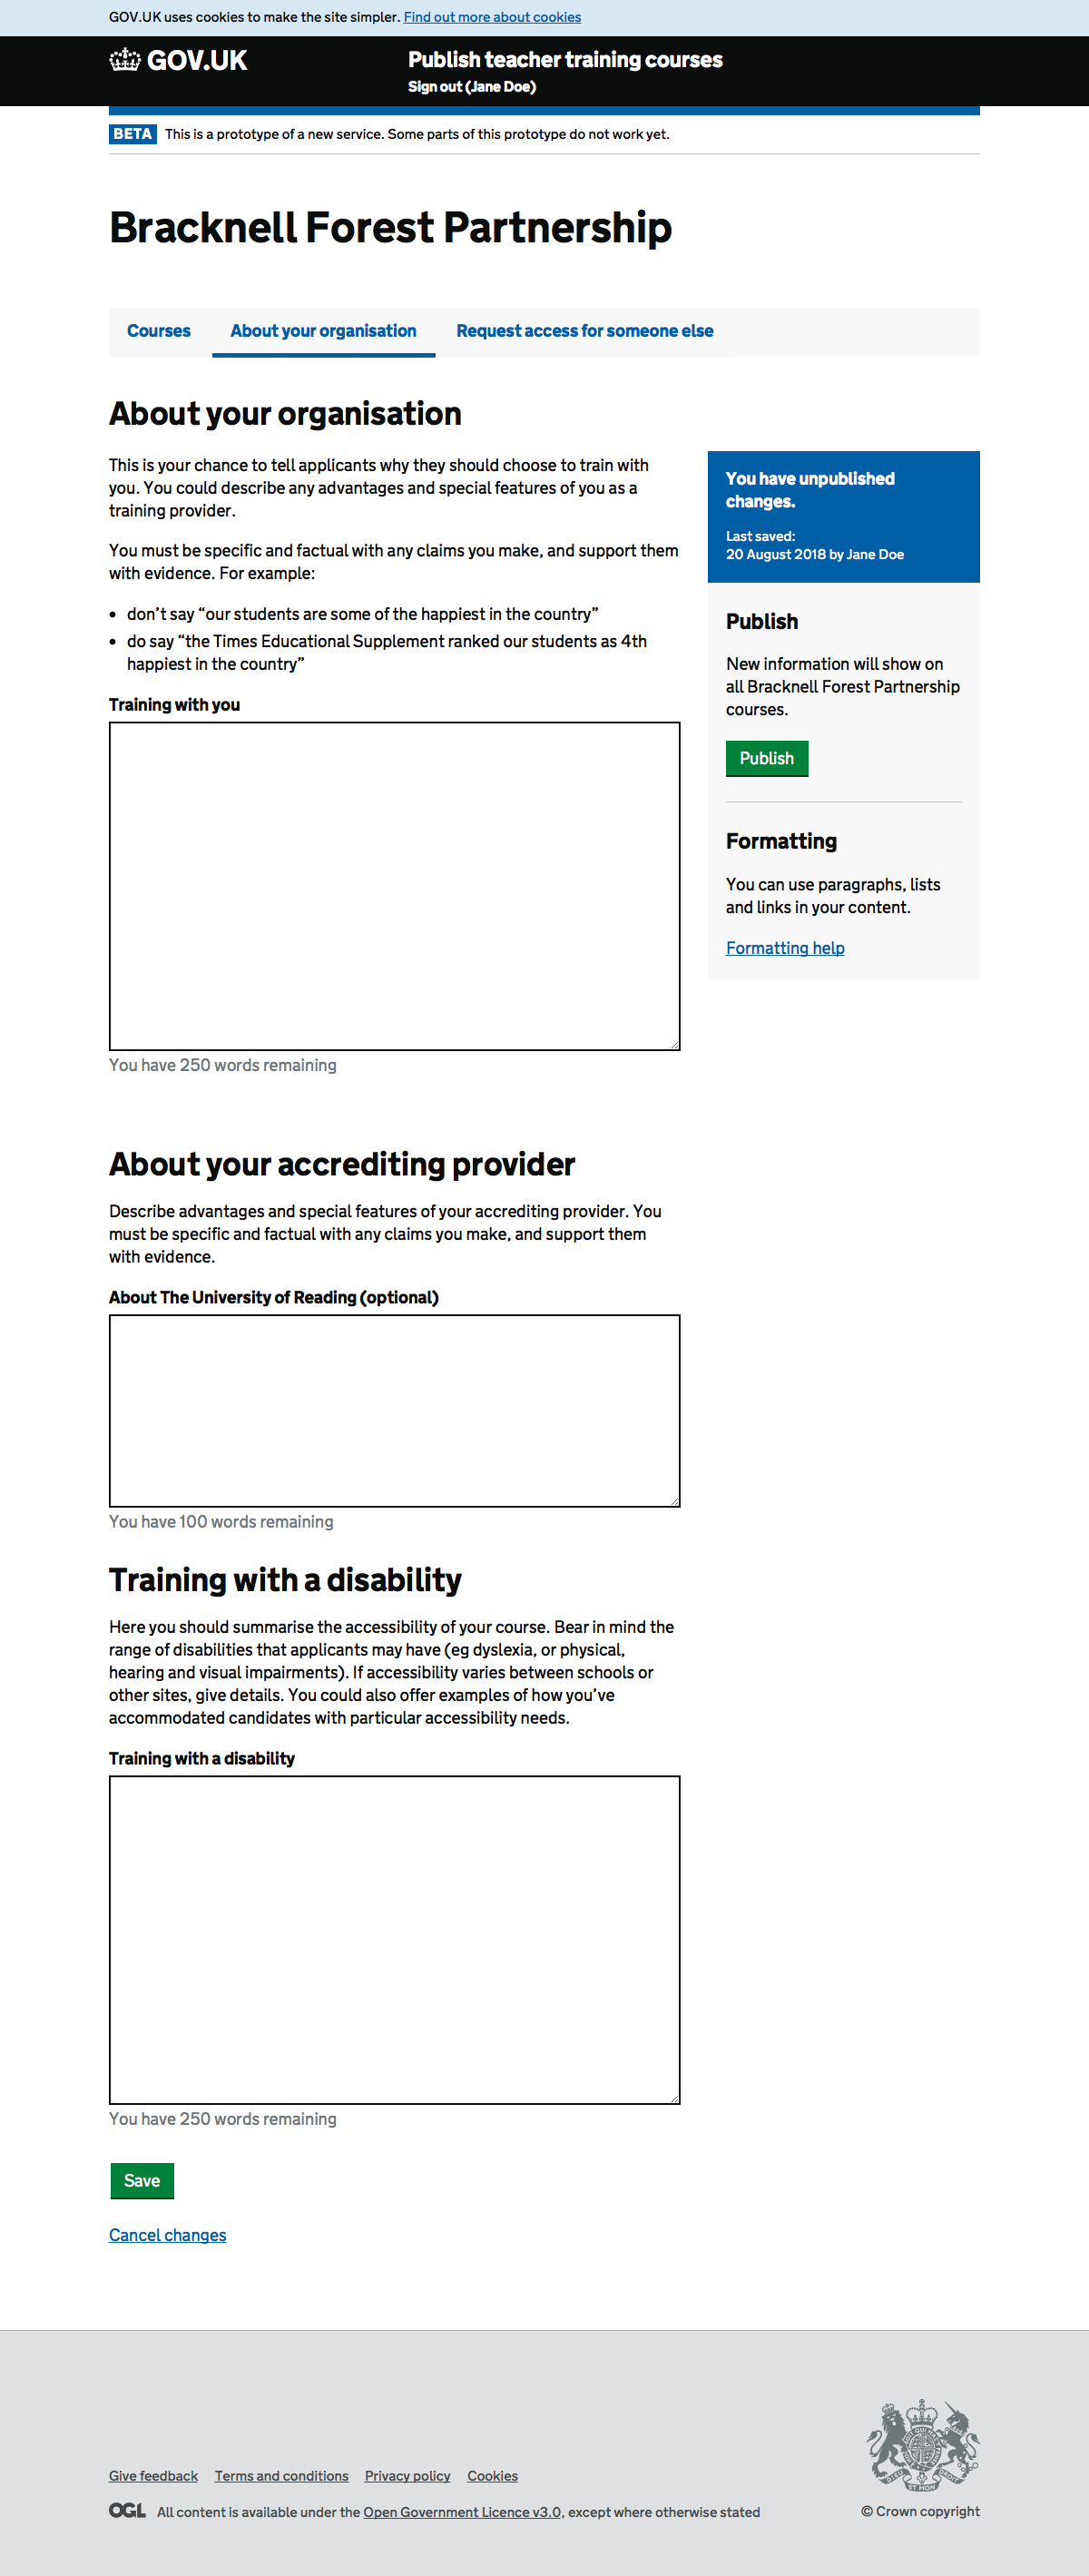 GOV.UK uses cookies to make the site simpler. Find out more about cookies
GOV.UK
Publish teacher training courses
Sign out (Jane Doe)
BETA This is a prototype of a new service. Some parts of this prototype do not work yet.
Bracknell Forest Partnership
Courses About your organisation Request access for someone else
About your organisation
This is your chance to tell applicants why they should choose to train with
you. You could describe any advantages and special features of you as a
training provider.
You must be specific and factual with any claims you make, and support them
with evidence. For example:
• don’t say “our students are some of the happiest in the country”
• do say “the Times Educational Supplement ranked our students as 4th
happiest in the country”
Training with you
You have 250 words remaining
You have unpublished
changes.
Last saved:
20 August 2018 by Jane Doe
Publish
New information will show on
all Bracknell Forest Partnership
courses.
Publish
Formatting
You can use paragraphs, lists
and links in your content.
Formatting help
About your accrediting provider
Describe advantages and special features of your accrediting provider. You
must be specific and factual with any claims you make, and support them
with evidence.
About The University of Reading (optional)
You have 100 words remaining
Training with a disability
Here you should summarise the accessibility of your course. Bear in mind the
range of disabilities that applicants may have (eg dyslexia, or physical,
hearing and visual impairments). If accessibility varies between schools or
other sites, give details. You could also offer examples of how you’ve
accommodated candidates with particular accessibility needs.
Training with a disability
You have 250 words remaining
Save
Cancel changes
Give feedback Terms and conditions Privacy policy Cookies
OGL All content is available under the Open Government Licence v3.0, except where otherwise stated
© Crown copyright